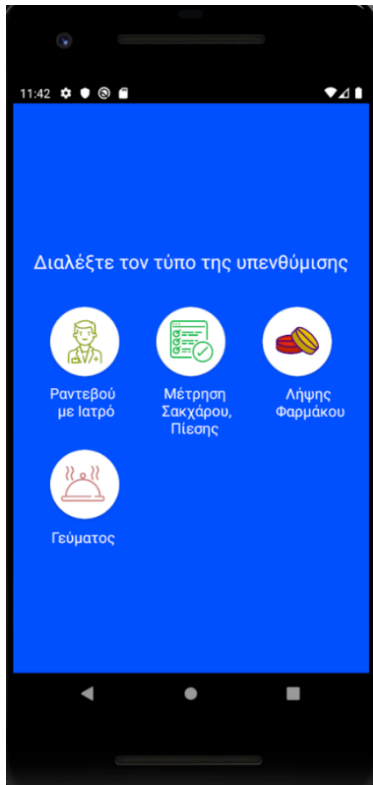 11:42
Διαλέξτε τον τύπο της υπενθύμισης
Ραντεβού
με Ιατρό
Μέτρηση
Σακχάρου,
Πίεσης
Λήψης
Φαρμάκου
Γεύματος